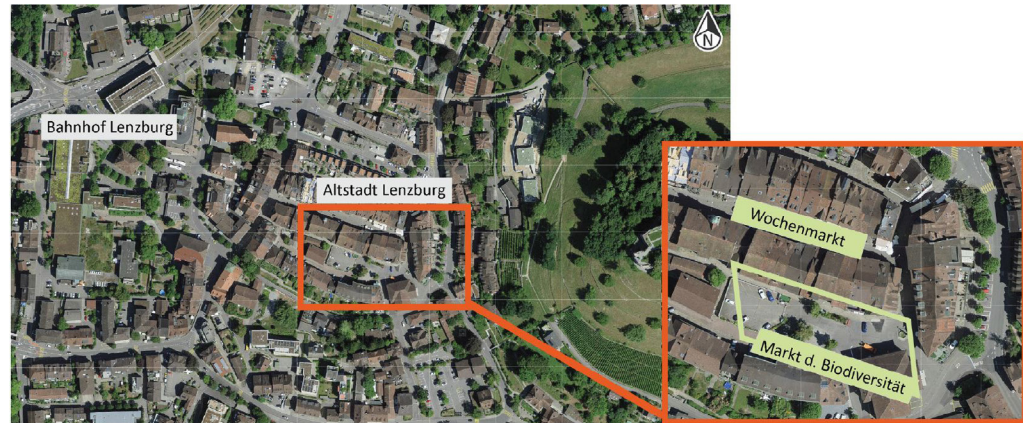 N
Bahnhof Lenzburg
Altstadt Lenzburg
Wochenmarkt
Markt d. Biodiversität